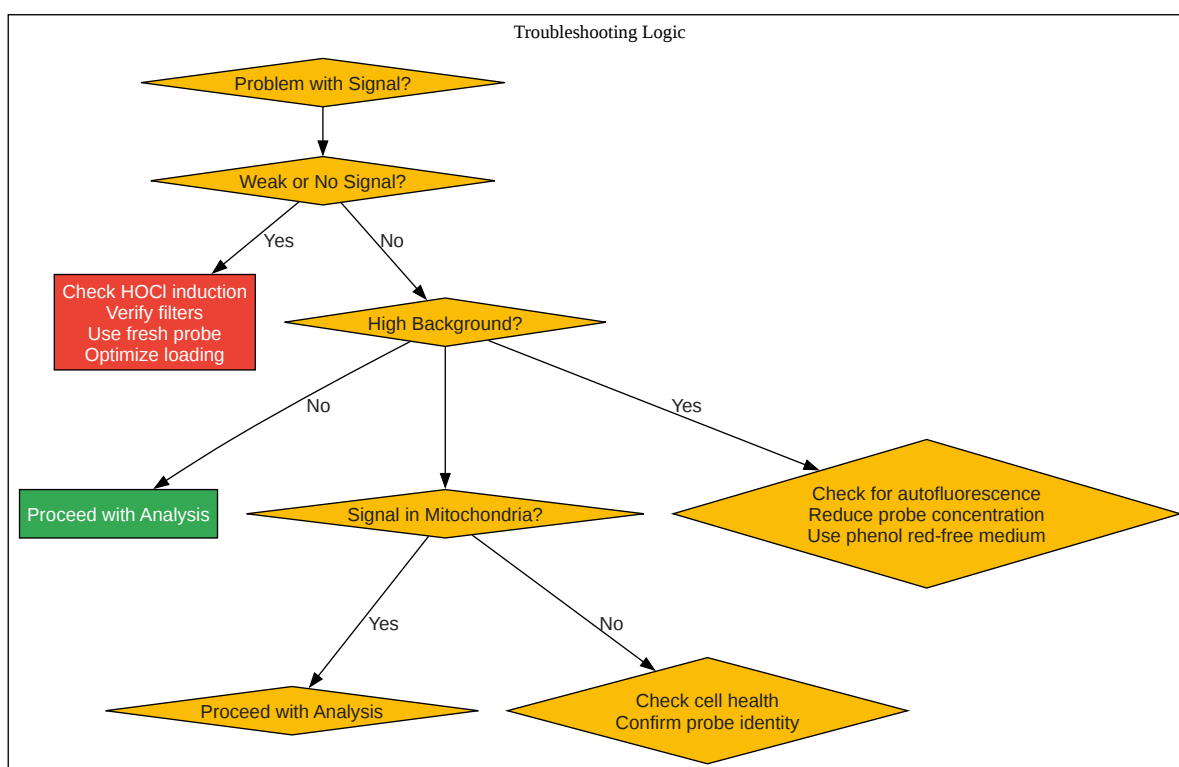 Troubleshooting Logic
Problem with Signal?
Weak or No Signal?
Yes
No
Check HOCl induction
Verify filters
Use fresh probe
Optimize loading
High Background?
No
Yes
Proceed with Analysis
Signal in Mitochondria?
Check for autofluorescence
Reduce probe concentration
Use phenol red-free medium
Yes
No
Proceed with Analysis
Check cell health
Confirm probe identity